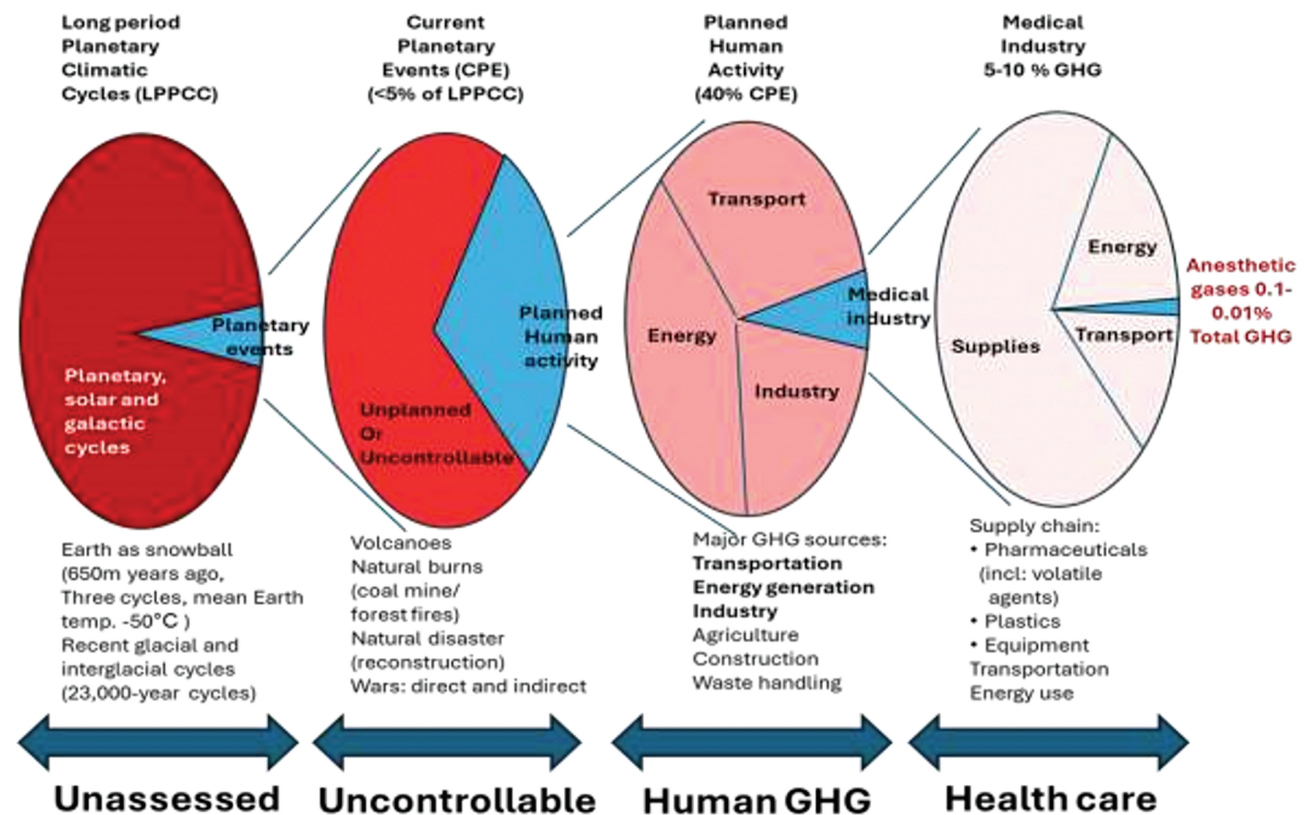 Long period
Planetary
Climatic
Cycles (LPPCC)
Current
Planetary
Events (CPE)
(<5% of LPPCC)
Planned
Human
Activity
(40% CPE)
Medical
Industry
5-10 % GHG
Planetary
events
Planetary,
solar and
galactic
cycles
Planned
Human
activity
Unplanned
Or
Uncontrollable
Transport
Medical
industry
Energy
Industry
Energy
Supplies
Transport
Anesthetic
gases 0.1-
0.01%
Total GHG
Earth as snowball
(650m years ago,
Three cycles, mean Earth
temp. -50°C )
Recent glacial and
interglacial cycles
(23,000-year cycles)
Volcanoes
Natural burns
(coal mine/
forest fires)
Natural disaster
(reconstruction)
Wars: direct and indirect
Major GHG sources:
Transportation
Energy generation
Industry
Agriculture
Construction
Waste handling
Supply chain:
• Pharmaceuticals
(incl: volatile
agents)
• Plastics
• Equipment
Transportation
Energy use
Unassessed
Uncontrollable
Human GHG
Health care